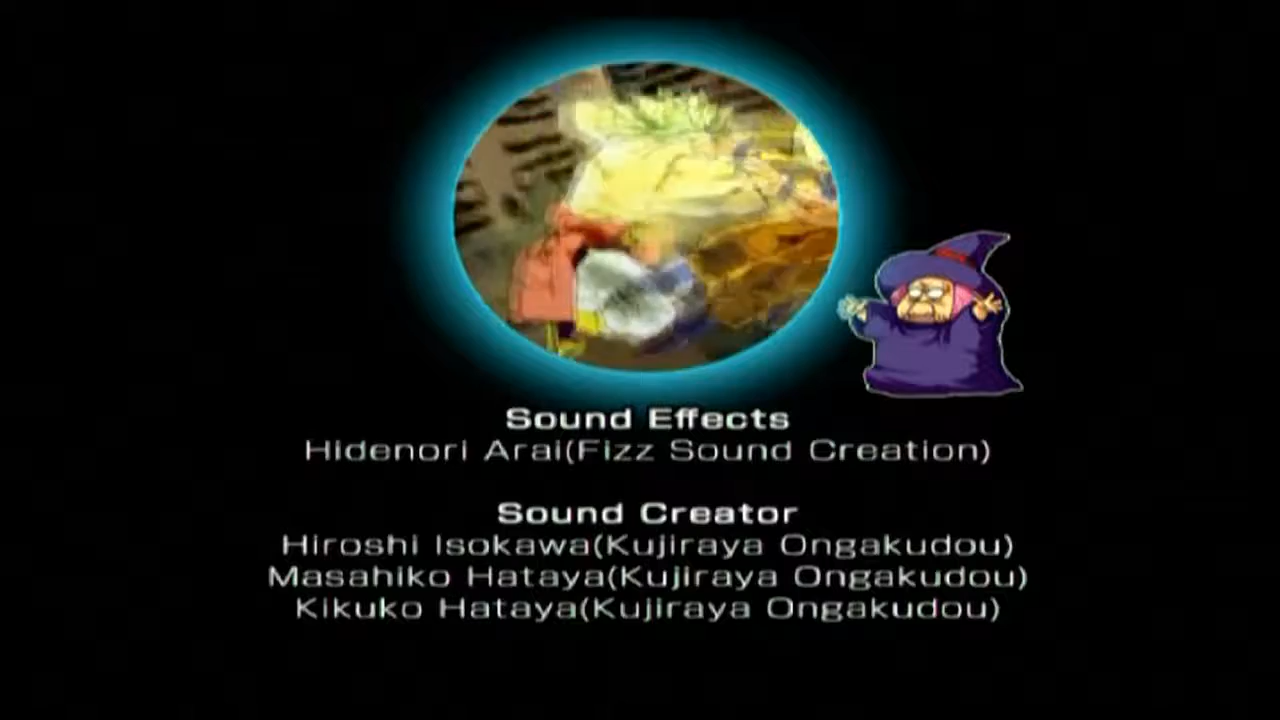 Sound Effects
Hidenori Arai(Fizz Sound Creation)
Sound Creator
Hiroshi Isokawa(Kujiraya Ongakudou)
Masahiko Hataya(Kujiraya Ongakudou)
Kikuko Hataya(Kujiraya Ongakudou)